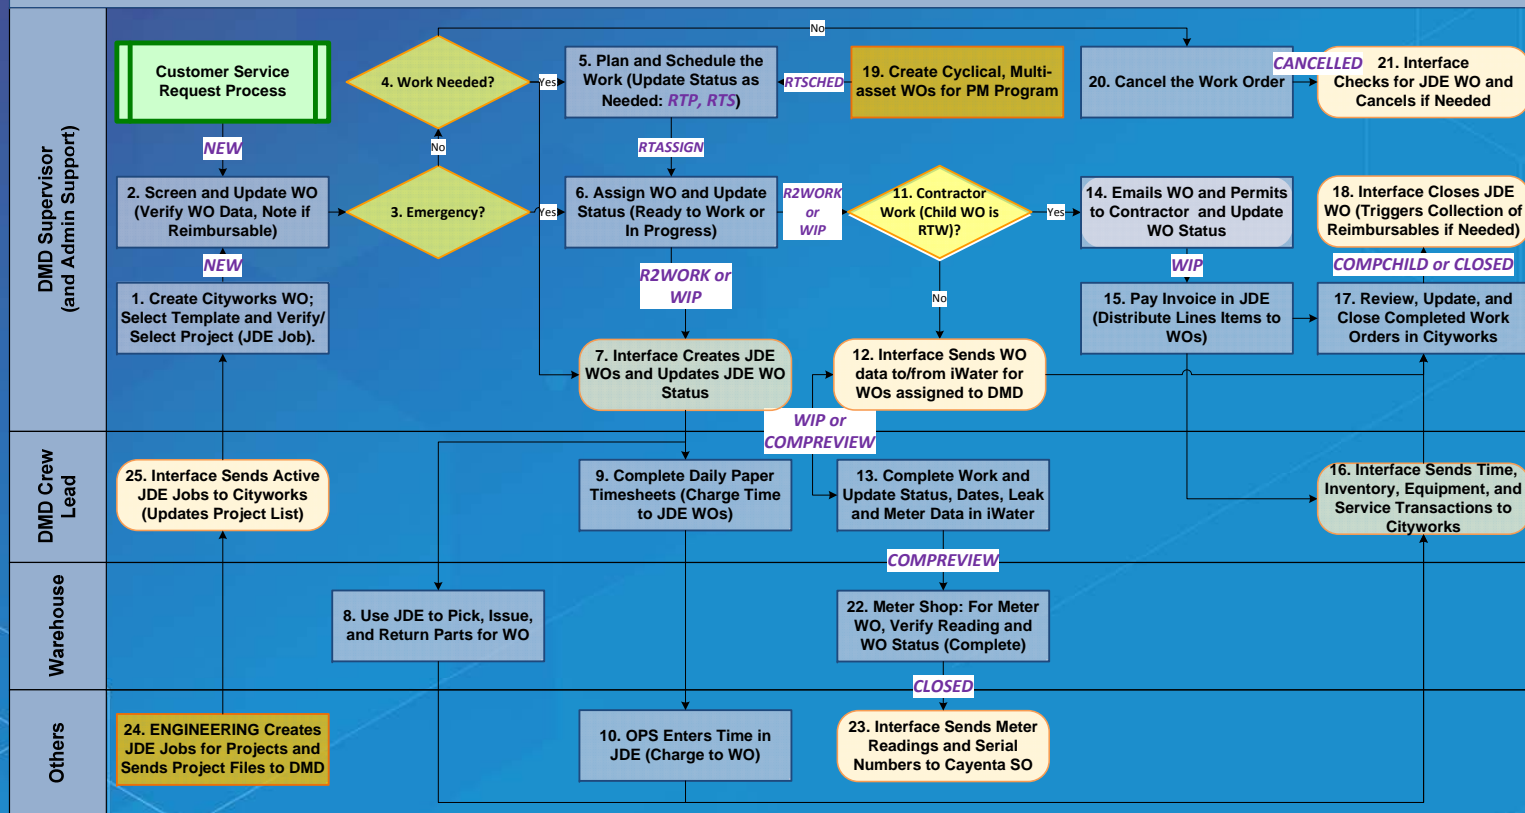 DMD Supervisor
(and Admin Support)
Customer Service
Request Process
NEW
2. Screen and Update WO
(Verify WO Data, Note if
Reimbursable)
NEW
1. Create Cityworks WO;
Select Template and Verify/
Select Project (JDE Job).
4. Work Needed?
No
Yes
No
3. Emergency?
Yes
5. Plan and Schedule the
Work (Update Status as
Needed: RTP, RTS)
RTSCHED
19. Create Cyclical, Multi-
asset WOs for PM Program
RTASSIGN
6. Assign WO and Update
Status (Ready to Work or
In Progress)
R2WORK
or
WIP
R2WORK or
WIP
7. Interface Creates JDE
WOs and Updates JDE WO
Status
11. Contractor
Work (Child WO is
RTW)?
Yes
No
12. Interface Sends WO
data to/from iWater for
WOs assigned to DMD
WIP or
COMPREVIEW
20. Cancel the Work Order
CANCELLED
21. Interface
Checks for JDE WO and
Cancels if Needed
14. Emails WO and Permits
to Contractor and Update
WO Status
WIP
15. Pay Invoice in JDE
(Distribute Lines Items to
WOs)
18. Interface Closes JDE
WO (Triggers Collection of
Reimbursables if Needed)
COMPCHILD or CLOSED
17. Review, Update, and
Close Completed Work
Orders in Cityworks
DMD Crew
Lead
25. Interface Sends Active
JDE Jobs to Cityworks
(Updates Project List)
9. Complete Daily Paper
Timesheets (Charge Time
to JDE WOs)
13. Complete Work and
Update Status, Dates, Leak
and Meter Data in iWater
16. Interface Sends Time,
Inventory, Equipment, and
Service Transactions to
Cityworks
COMPREVIEW
Warehouse
8. Use JDE to Pick, Issue,
and Return Parts for WO
22. Meter Shop: For Meter
WO, Verify Reading and
WO Status (Complete)
CLOSED
Others
24. ENGINEERING Creates
JDE Jobs for Projects and
Sends Project Files to DMD
10. OPS Enters Time in
JDE (Charge to WO)
23. Interface Sends Meter
Readings and Serial
Numbers to Cayenta SO